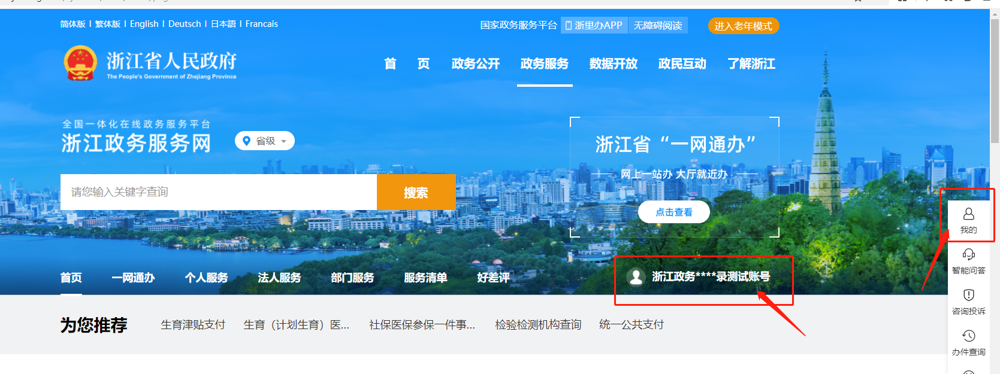 简体版 | 繁体版 | English | Deutsch | 日本語 | Francais
国家政务服务平台 浙里办APP 无障碍阅读 进入老年模式
浙江省人民政府
The People's Government of Zhejiang Province
首 页 政务公开 政务服务 数据开放 政民互动 了解浙江
全国一体化在线政务服务平台
浙江政务服务网
省级
浙江省“一网通办”
网上一站办 大厅就近办
请您输入关键字查询 搜索
点击查看
我的
智能问答
咨询投诉
办件查询
首页 一网通办 个人服务 法人服务 部门服务 服务清单 好差评
浙江政务****录测试账号
为您推荐 生育津贴支付 生育（计划生育）医... 社保医保参保一件事... 检验检测机构查询 统一公共支付